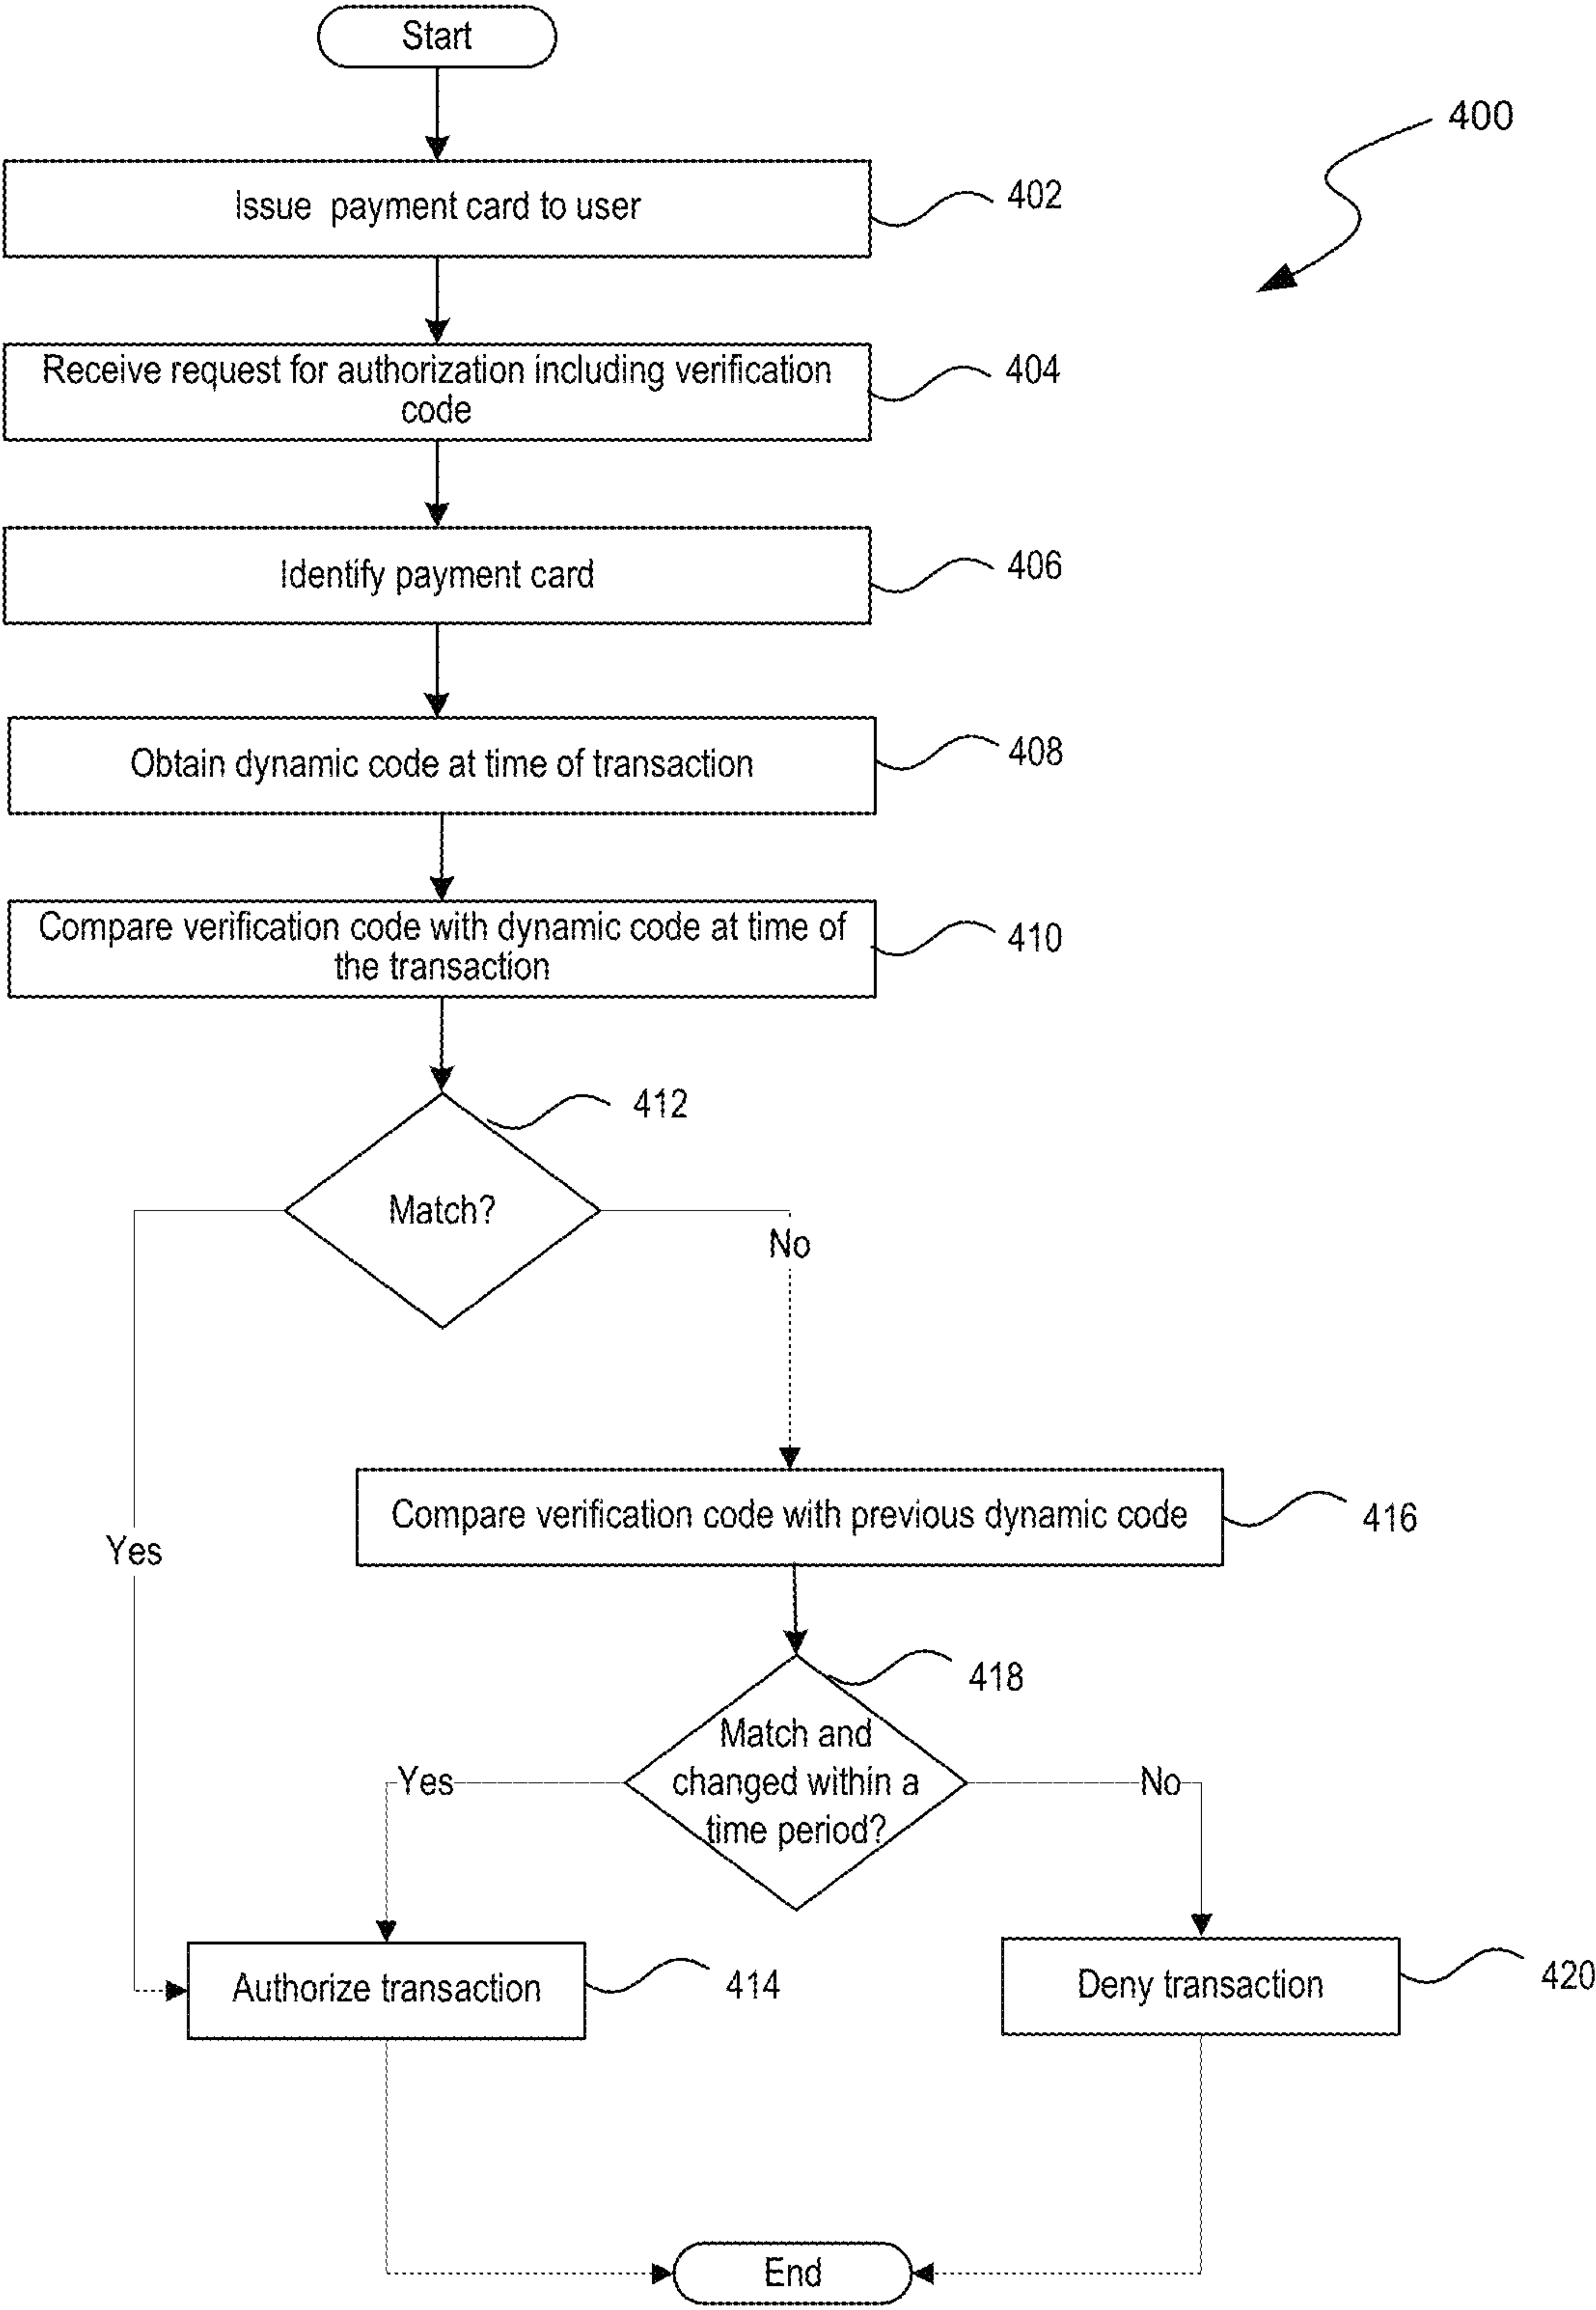 Start
400
Issue payment card to user
402
Receive request for authorization including verification
code
404
Identify payment card
406
Obtain dynamic code at time of transaction
408
Compare verification code with dynamic code at time of
the transaction
410
412
Match?
No
Yes
Compare verification code with previous dynamic code
416
418
Match and
changed within a
time period?
Yes
No
Authorize transaction
414
Deny transaction
420
End